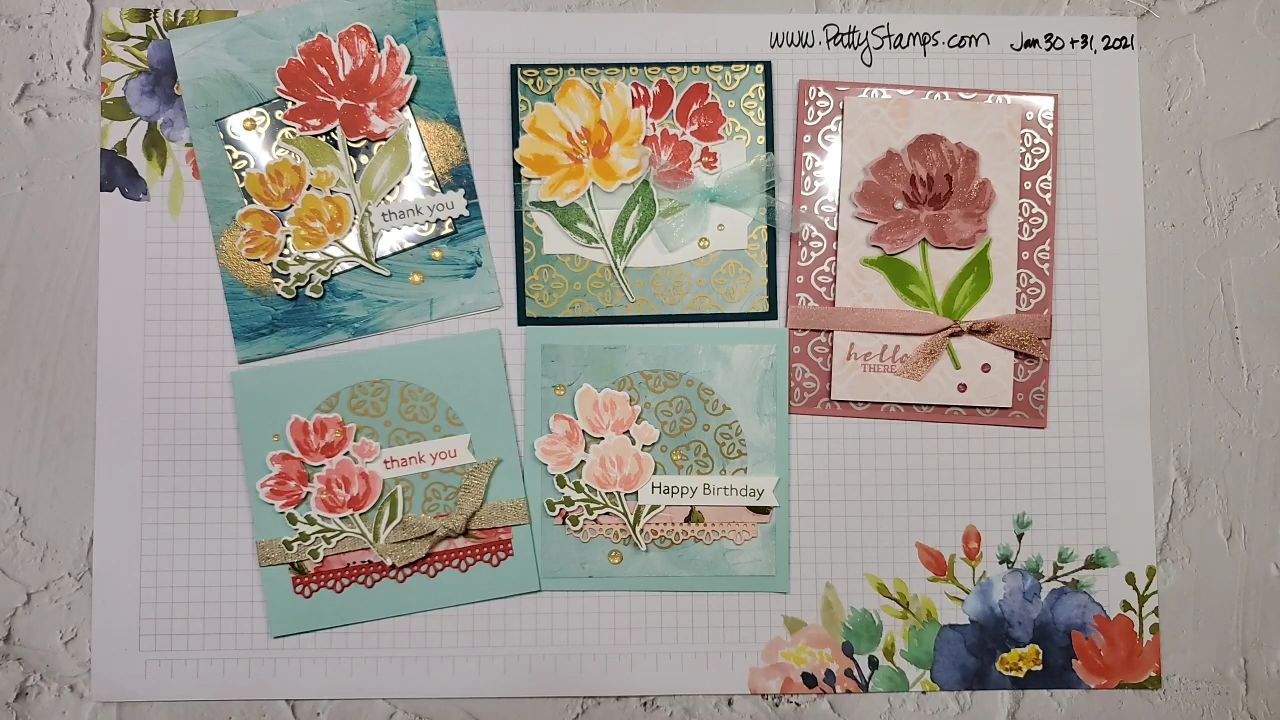 www.PattyStamps.com Jan 30 + 31, 2021
thank you
hello
THERE
thank you
Happy Birthday